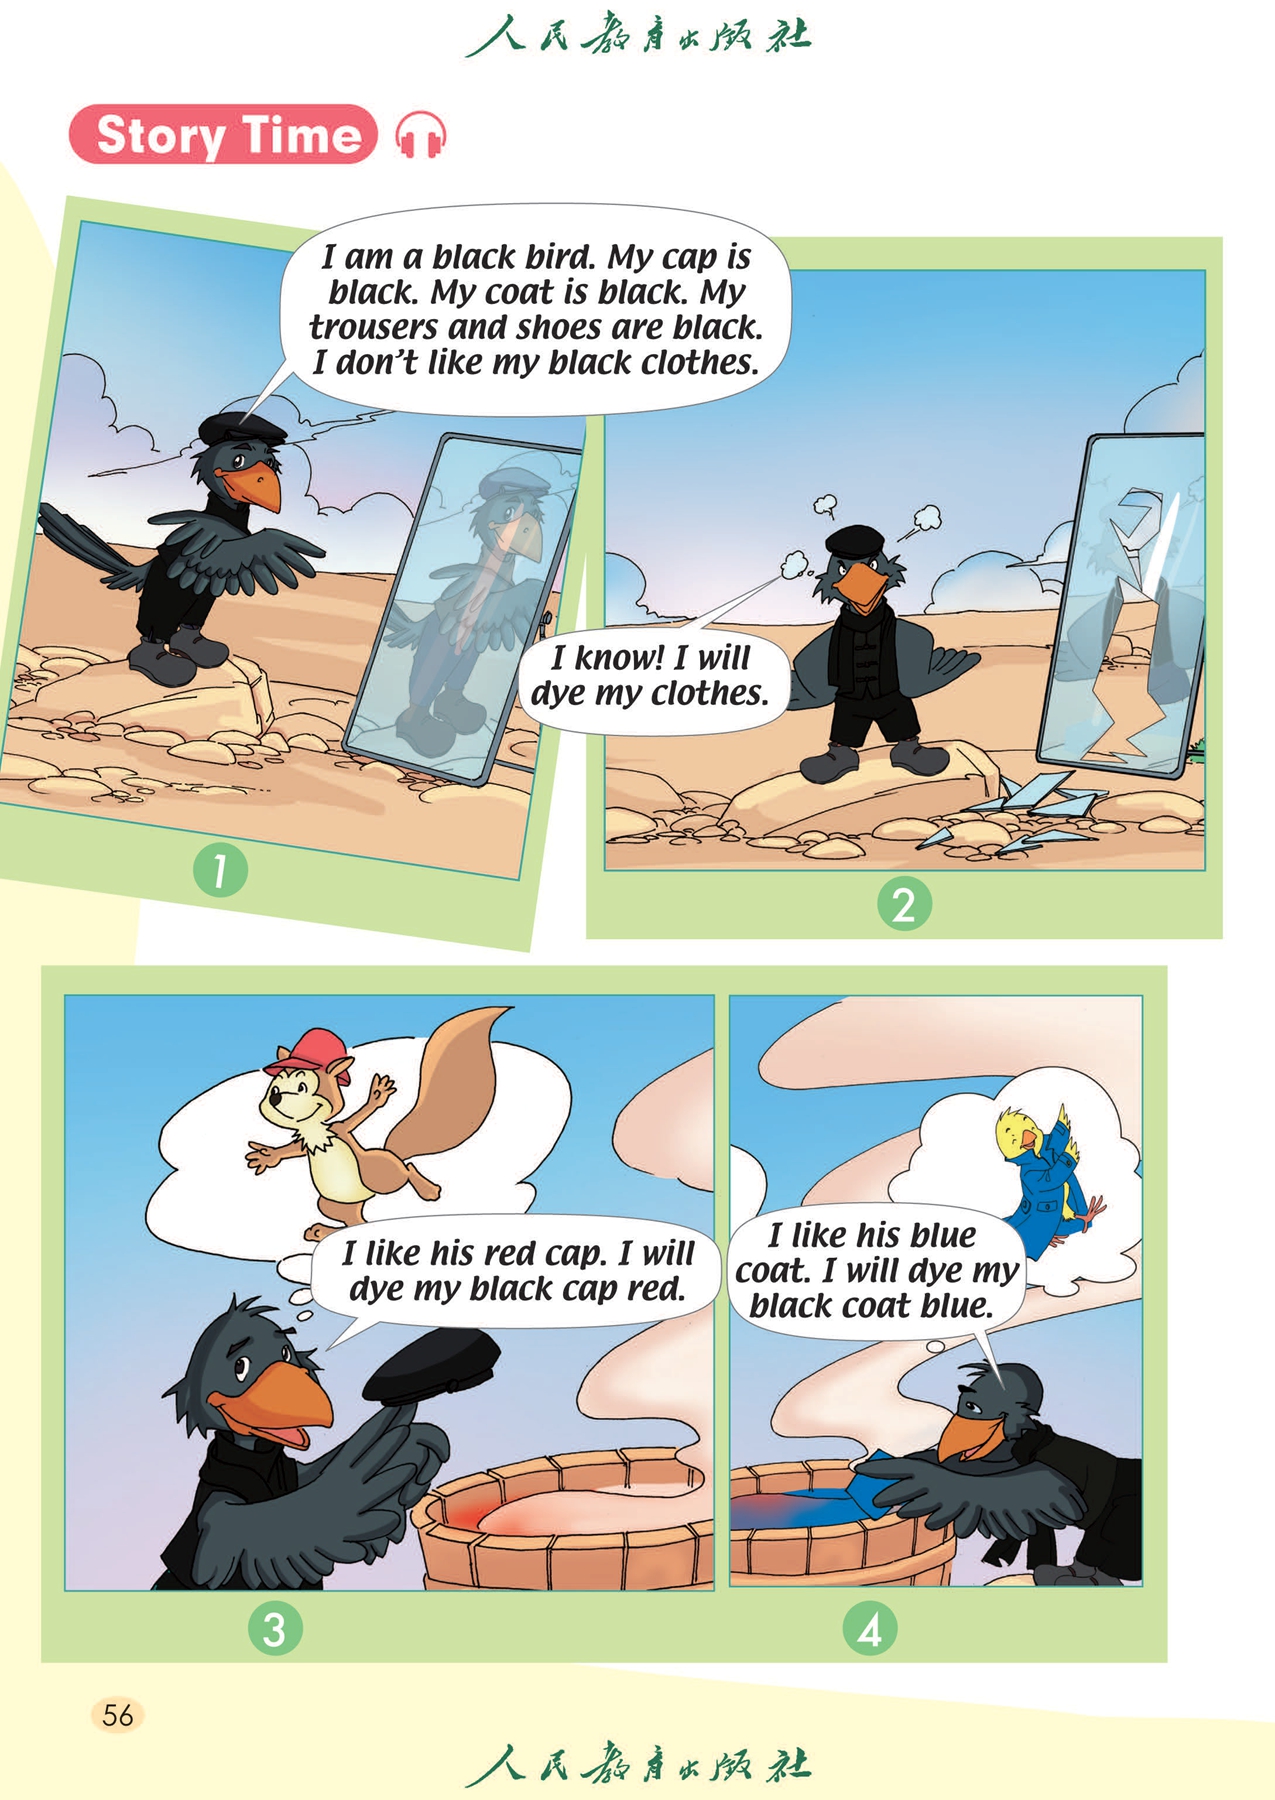 人民教育出版社
Story Time
I am a black bird. My cap is
black. My coat is black. My
trousers and shoes are black.
I don't like my black clothes.
1
I know! I will
dye my clothes.
2
I like his red cap. I will
dye my black cap red.
3
I like his blue
coat. I will dye my
black coat blue.
4
56
人民教育出版社